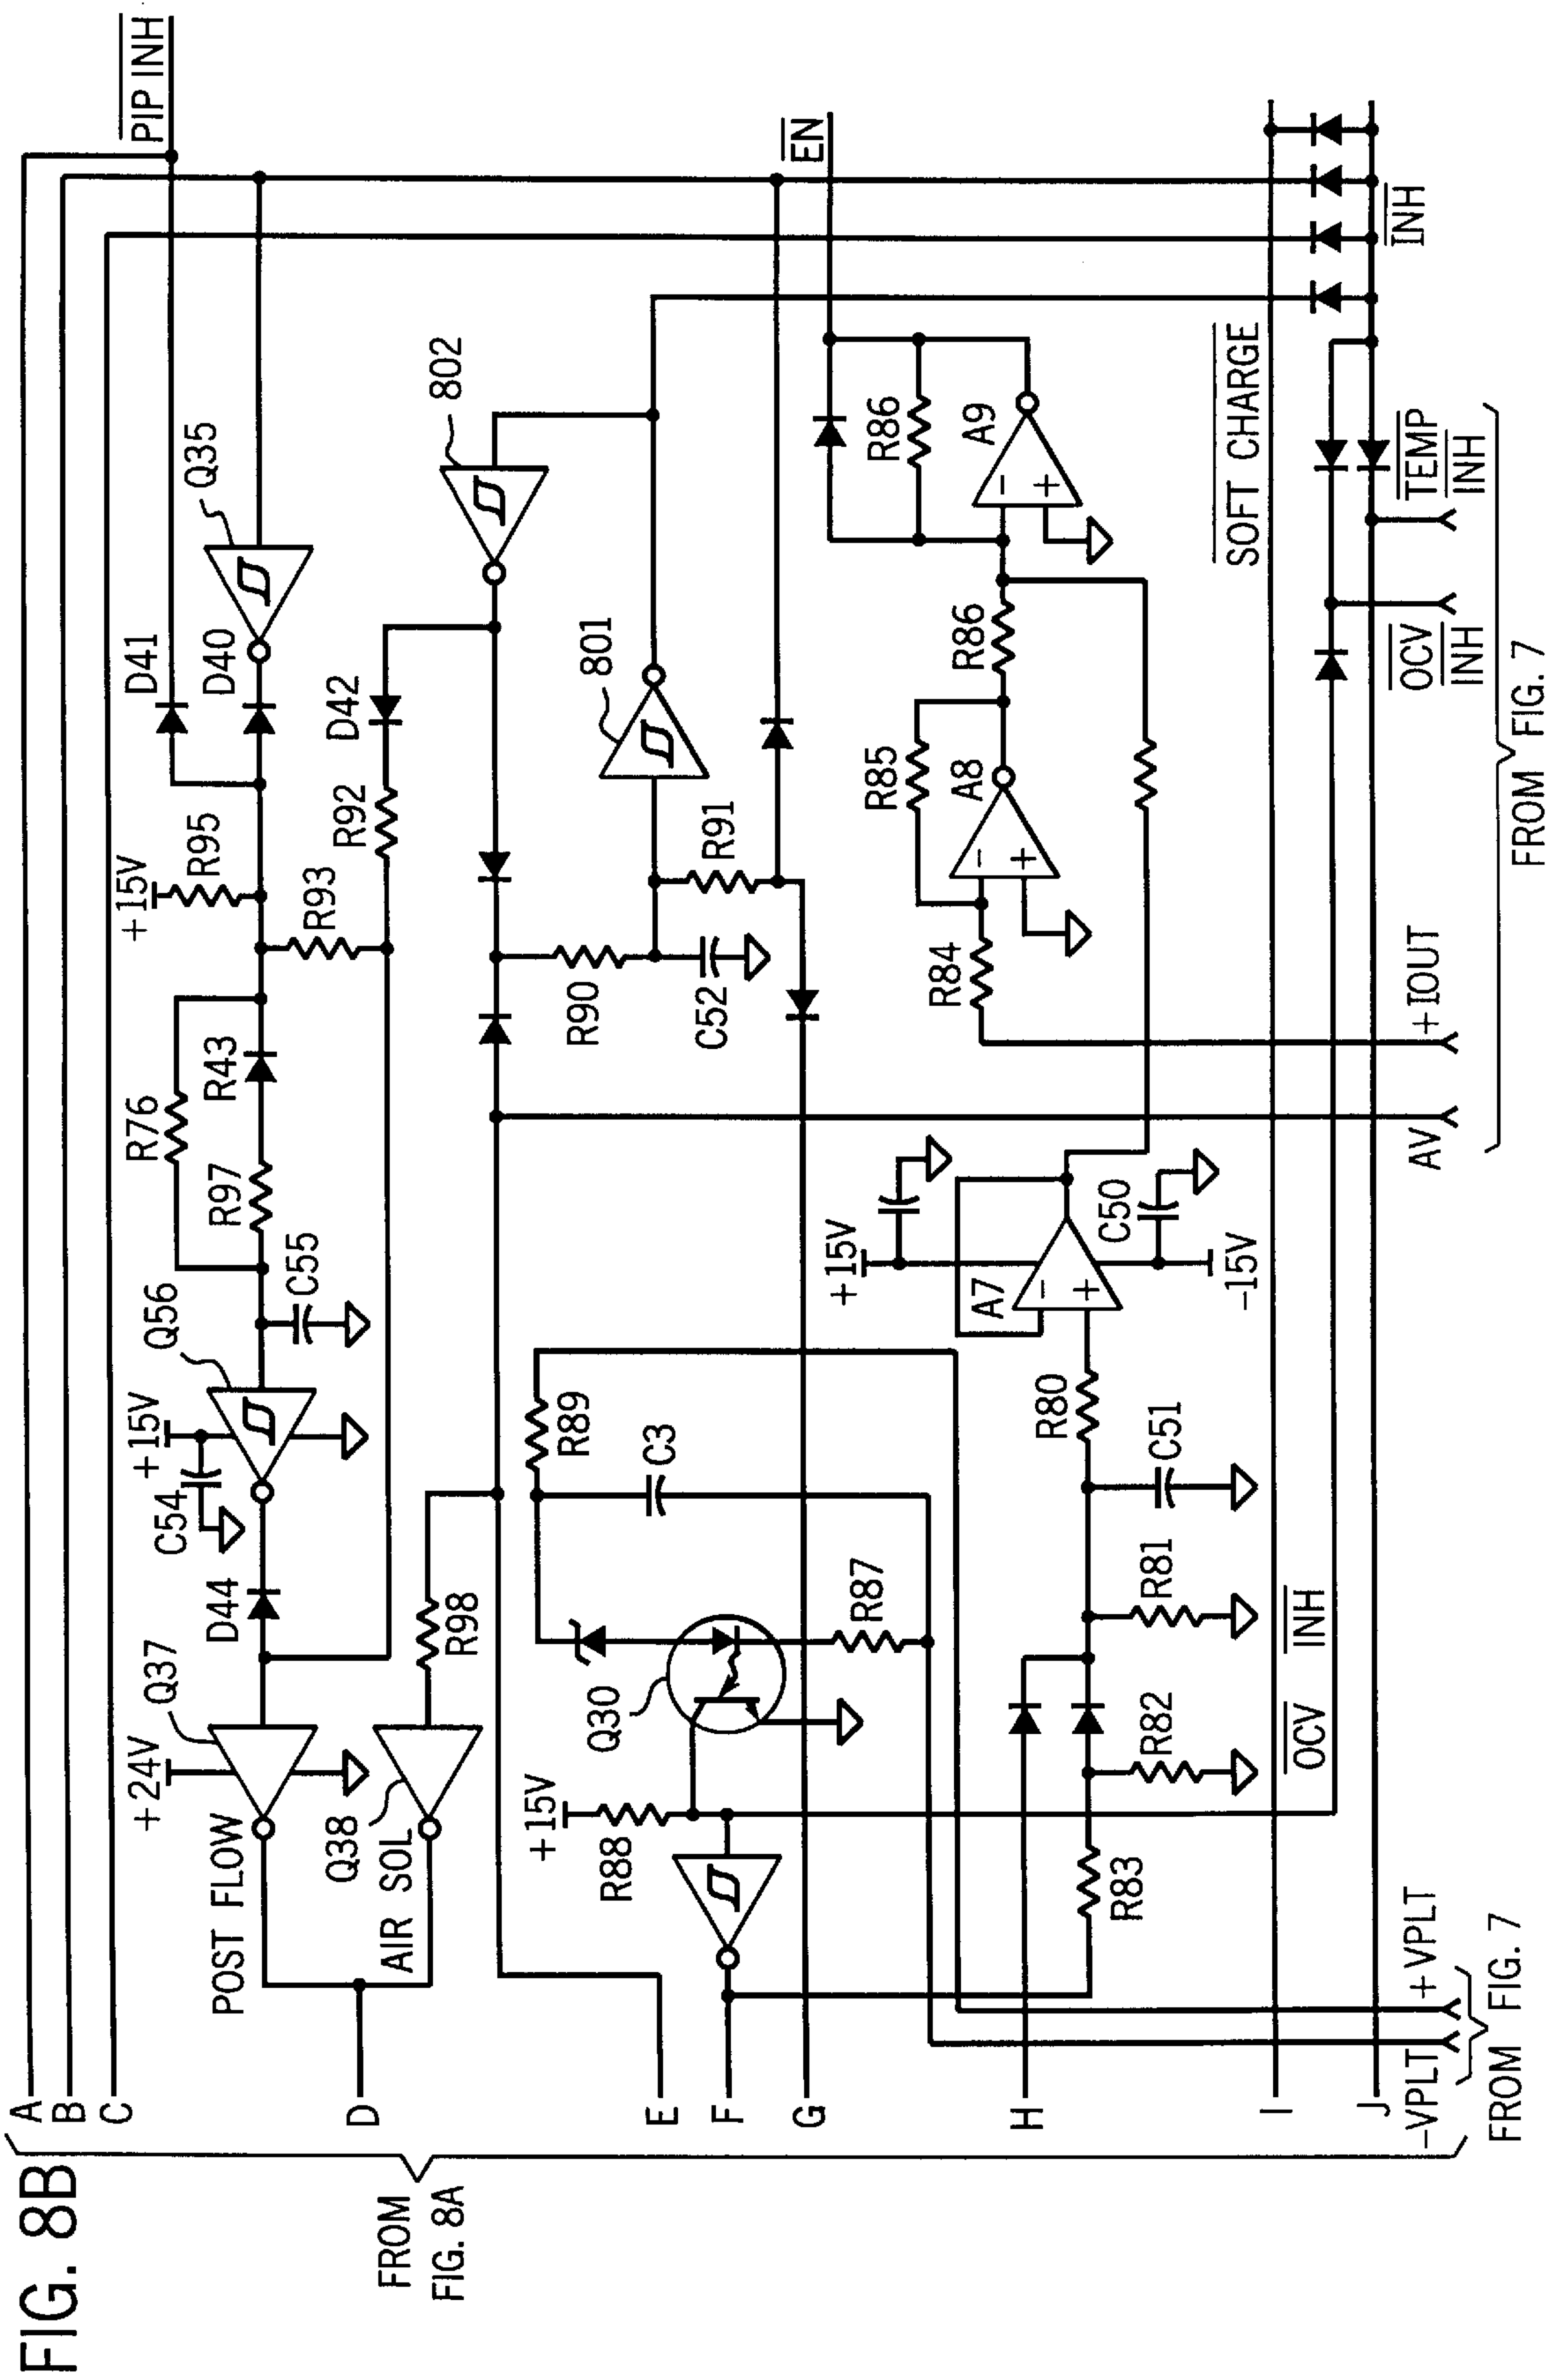 FIG. 8B
FROM
FIG. 8A
A
B
C
D
E
F
G
H
I
J
PIP INH
D41
D40
Q35
+15V
R95
R93
R76
R43
R97
Q56
C55
+15V
C54
D44
Q37
+24V
POST FLOW
Q38
AIR SOL
R98
D42
R92
802
801
R90
C52
R91
EN
R89
C3
R87
Q30
+15V
R88
+15V
A7
C50
-15V
R80
C51
R81
R82
R83
R84
R85
A8
R86
R86
A9
SOFT CHARGE
INH
INH
OCV
TEMP
INH
OCV
INH
+IOUT
AV
FROM FIG. 7
+VPLT
-VPLT
FROM FIG. 7